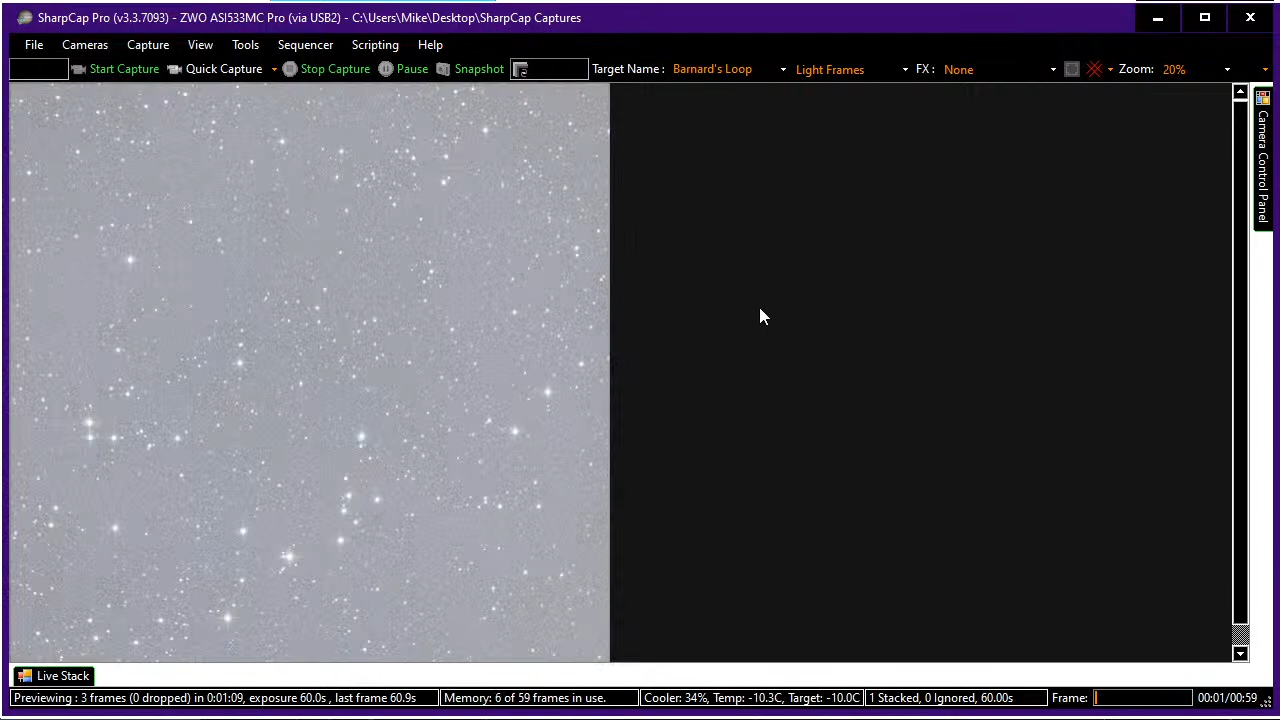 SharpCap Pro (v3.3.7093) - ZWO ASI533MC Pro (via USB2) - C:\Users\Mike\Desktop\SharpCap Captures
File Cameras Capture View Tools Sequencer Scripting Help
Start Capture Quick Capture Stop Capture Pause Snapshot Target Name : Barnard's Loop Light Frames FX : None Zoom: 20%
Camera Control Panel
Live Stack
Previewing : 3 frames (0 dropped) in 0:01:09, exposure 60.0s , last frame 60.9s Memory: 6 of 59 frames in use. Cooler: 34%, Temp: -10.3C, Target: -10.0C 1 Stacked, 0 Ignored, 60.00s Frame: 00:01/00:59